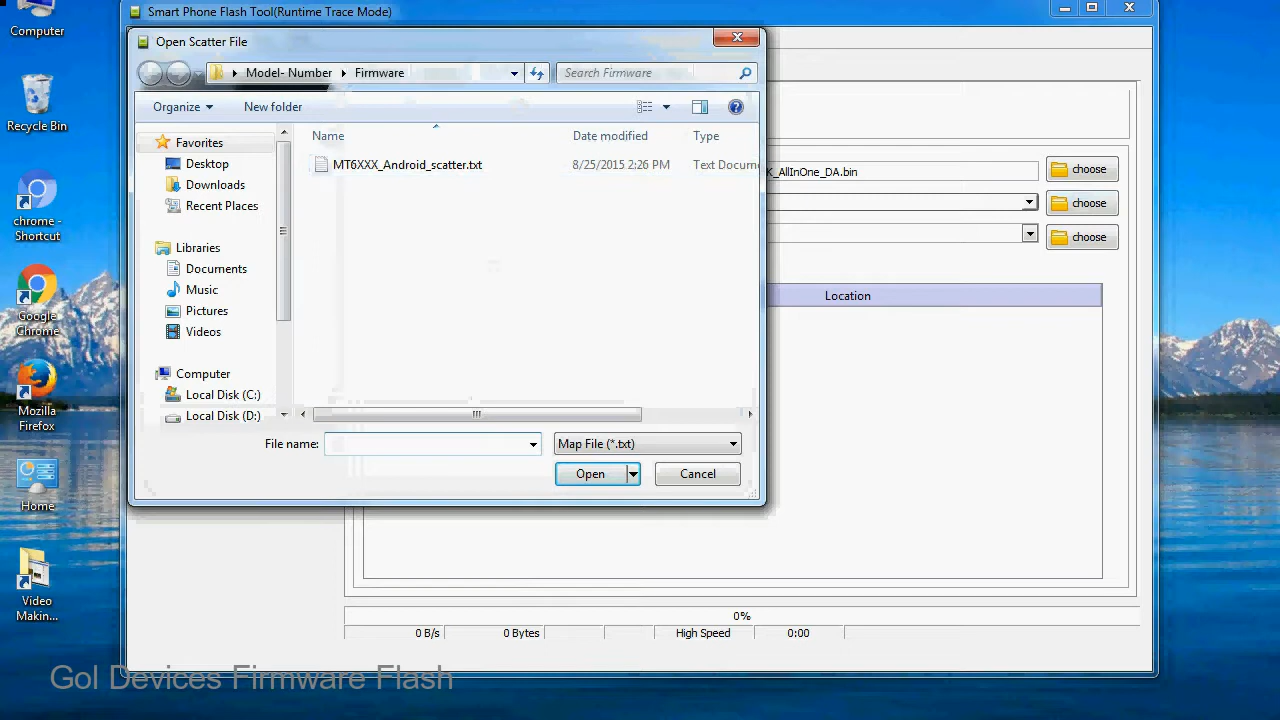 Computer
Recycle Bin
chrome -
Shortcut
Google
Chrome
Mozilla
Firefox
Home
Video
Makin...
Smart Phone Flash Tool(Runtime Trace Mode)
Open Scatter File
Model- Number Firmware
Search Firmware
Organize New folder
Favorites
Desktop
Downloads
Recent Places
Libraries
Documents
Music
Pictures
Videos
Computer
Local Disk (C:)
Local Disk (D:)
Name Date modified Type
MT6XXX_Android_scatter.txt 8/25/2015 2:26 PM Text Docum
File name: Map File (*.txt)
Open Cancel
K_AllInOne_DA.bin choose
choose
choose
Location
0%
0 B/s 0 Bytes High Speed 0:00
Gol Devices Firmware Flash